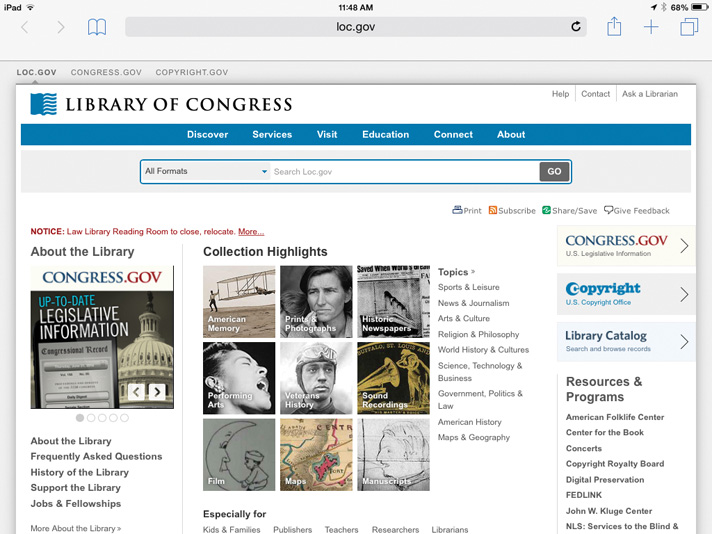 iPad
11:48 AM
68%
loc.gov
LOC.GOV CONGRESS.GOV COPYRIGHT.GOV
LIBRARY OF CONGRESS
Help Contact Ask a Librarian
Discover Services Visit Education Connect About
All Formats Search Loc.gov GO
Print Subscribe Share/Save Give Feedback
NOTICE: Law Library Reading Room to close, relocate. More...
About the Library
CONGRESS.GOV
UP-TO-DATE
LEGISLATIVE
INFORMATION
Congressional Record
Daily Digest
About the Library
Frequently Asked Questions
History of the Library
Support the Library
Jobs & Fellowships
More About the Library »
Collection Highlights
American
Memory
Prints &
Photographs
Historic
Newspapers
Performing
Arts
Veterans
History
BUFFALO, ST. LOUIS AND
Sound
Recordings
Film
Maps
Manuscripts
Topics »
Sports & Leisure
News & Journalism
Arts & Culture
Religion & Philosophy
World History & Cultures
Science, Technology &
Business
Government, Politics &
Law
American History
Maps & Geography
Especially for
Kids & Families Publishers Teachers Researchers Librarians
CONGRESS.GOV
U.S. Legislative Information
Copyright
U.S. Copyright Office
Library Catalog
Search and browse records
Resources &
Programs
American Folklife Center
Center for the Book
Concerts
Copyright Royalty Board
Digital Preservation
FEDLINK
John W. Kluge Center
NLS: Services to the Blind &